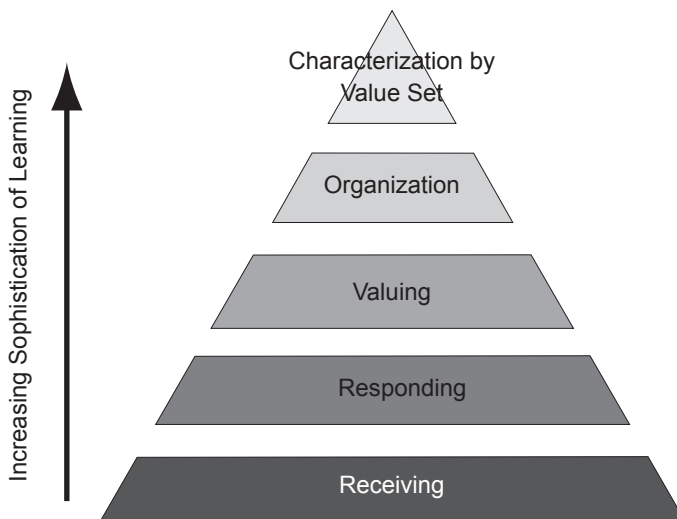 Characterization by
Value Set
Organization
Valuing
Responding
Receiving
Increasing Sophistication of Learning